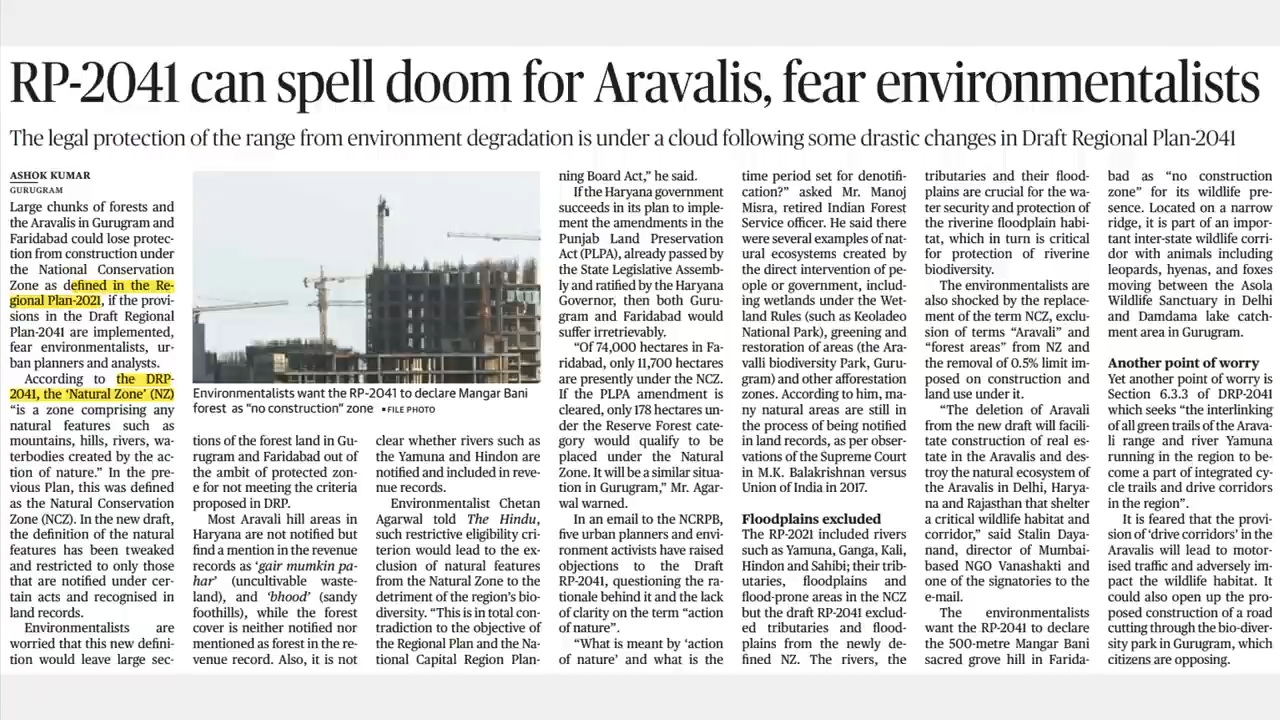 RP-2041 can spell doom for Aravalis, fear environmentalists
The legal protection of the range from environment degradation is under a cloud following some drastic changes in Draft Regional Plan-2041
ASHOK KUMAR
GURUGRAM
Large chunks of forests and
the Aravalis in Gurugram and
Faridabad could lose protec-
tion from construction under
the National Conservation
Zone as defined in the Re-
gional Plan-2021, if the provi-
sions in the Draft Regional
Plan-2041 are implemented,
fear environmentalists, ur-
ban planners and analysts.
According to the DRP-
2041, the ‘Natural Zone’ (NZ)
“is a zone comprising any
natural features such as
mountains, hills, rivers, wa-
terbodies created by the ac-
tion of nature.” In the pre-
vious Plan, this was defined
as the Natural Conservation
Zone (NCZ). In the new draft,
the definition of the natural
features has been tweaked
and restricted to only those
that are notified under cer-
tain acts and recognised in
land records.
Environmentalists are
worried that this new defini-
tion would leave large sec-
Environmentalists want the RP-2041 to declare Mangar Bani
forest as “no construction” zone •FILE PHOTO
tions of the forest land in Gu-
rugram and Faridabad out of
the ambit of protected zon-
e for not meeting the criteria
proposed in DRP.
Most Aravali hill areas in
Haryana are not notified but
find a mention in the revenue
records as ‘gair mumkin pa-
har’ (uncultivable waste-
land), and ‘bhood’ (sandy
foothills), while the forest
cover is neither notified nor
mentioned as forest in the re-
venue record. Also, it is not
clear whether rivers such as
the Yamuna and Hindon are
notified and included in reve-
nue records.
Environmentalist Chetan
Agarwal told The Hindu,
such restrictive eligibility cri-
terion would lead to the ex-
clusion of natural features
from the Natural Zone to the
detriment of the region’s bio-
diversity. “This is in total con-
tradiction to the objective of
the Regional Plan and the Na-
tional Capital Region Plan-
ning Board Act,” he said.
If the Haryana government
succeeds in its plan to imple-
ment the amendments in the
Punjab Land Preservation
Act (PLPA), already passed by
the State Legislative Assemb-
ly and ratified by the Haryana
Governor, then both Guru-
gram and Faridabad would
suffer irretrievably.
“Of 74,000 hectares in Fa-
ridabad, only 11,700 hectares
are presently under the NCZ.
If the PLPA amendment is
cleared, only 178 hectares un-
der the Reserve Forest cate-
gory would qualify to be
placed under the Natural
Zone. It will be a similar situa-
tion in Gurugram,” Mr. Agar-
wal warned.
In an email to the NCRPB,
five urban planners and envi-
ronment activists have raised
objections to the Draft
RP-2041, questioning the ra-
tionale behind it and the lack
of clarity on the term “action
of nature”.
“What is meant by ‘action
of nature’ and what is the
time period set for denotifi-
cation?” asked Mr. Manoj
Misra, retired Indian Forest
Service officer. He said there
were several examples of nat-
ural ecosystems created by
the direct intervention of pe-
ople or government, includ-
ing wetlands under the Wet-
land Rules (such as Keoladeo
National Park), greening and
restoration of areas (the Ara-
valli biodiversity Park, Guru-
gram) and other afforestation
zones. According to him, ma-
ny natural areas are still in
the process of being notified
in land records, as per obser-
vations of the Supreme Court
in M.K. Balakrishnan versus
Union of India in 2017.
Floodplains excluded
The RP-2021 included rivers
such as Yamuna, Ganga, Kali,
Hindon and Sahibi; their trib-
utaries, floodplains and
flood-prone areas in the NCZ
but the draft RP-2041 exclud-
ed tributaries and flood-
plains from the newly de-
fined NZ. The rivers, the
tributaries and their flood-
plains are crucial for the wa-
ter security and protection of
the riverine floodplain habi-
tat, which in turn is critical
for protection of riverine
biodiversity.
The environmentalists are
also shocked by the replace-
ment of the term NCZ, exclu-
sion of terms “Aravali” and
“forest areas” from NZ and
the removal of 0.5% limit im-
posed on construction and
land use under it.
“The deletion of Aravali
from the new draft will facili-
tate construction of real es-
tate in the Aravalis and des-
troy the natural ecosystem of
the Aravalis in Delhi, Harya-
na and Rajasthan that shelter
a critical wildlife habitat and
corridor,” said Stalin Daya-
nand, director of Mumbai-
based NGO Vanashakti and
one of the signatories to the
e-mail.
The environmentalists
want the RP-2041 to declare
the 500-metre Mangar Bani
sacred grove hill in Farida-
bad as “no construction
zone” for its wildlife pre-
sence. Located on a narrow
ridge, it is part of an impor-
tant inter-state wildlife corri-
dor with animals including
leopards, hyenas, and foxes
moving between the Asola
Wildlife Sanctuary in Delhi
and Damdama lake catch-
ment area in Gurugram.
Another point of worry
Yet another point of worry is
Section 6.3.3 of DRP-2041
which seeks “the interlinking
of all green trails of the Arava-
li range and river Yamuna
running in the region to be-
come a part of integrated cy-
cle trails and drive corridors
in the region”.
It is feared that the provi-
sion of ‘drive corridors’ in the
Aravalis will lead to motor-
ised traffic and adversely im-
pact the wildlife habitat. It
could also open up the pro-
posed construction of a road
cutting through the bio-diver-
sity park in Gurugram, which
citizens are opposing.